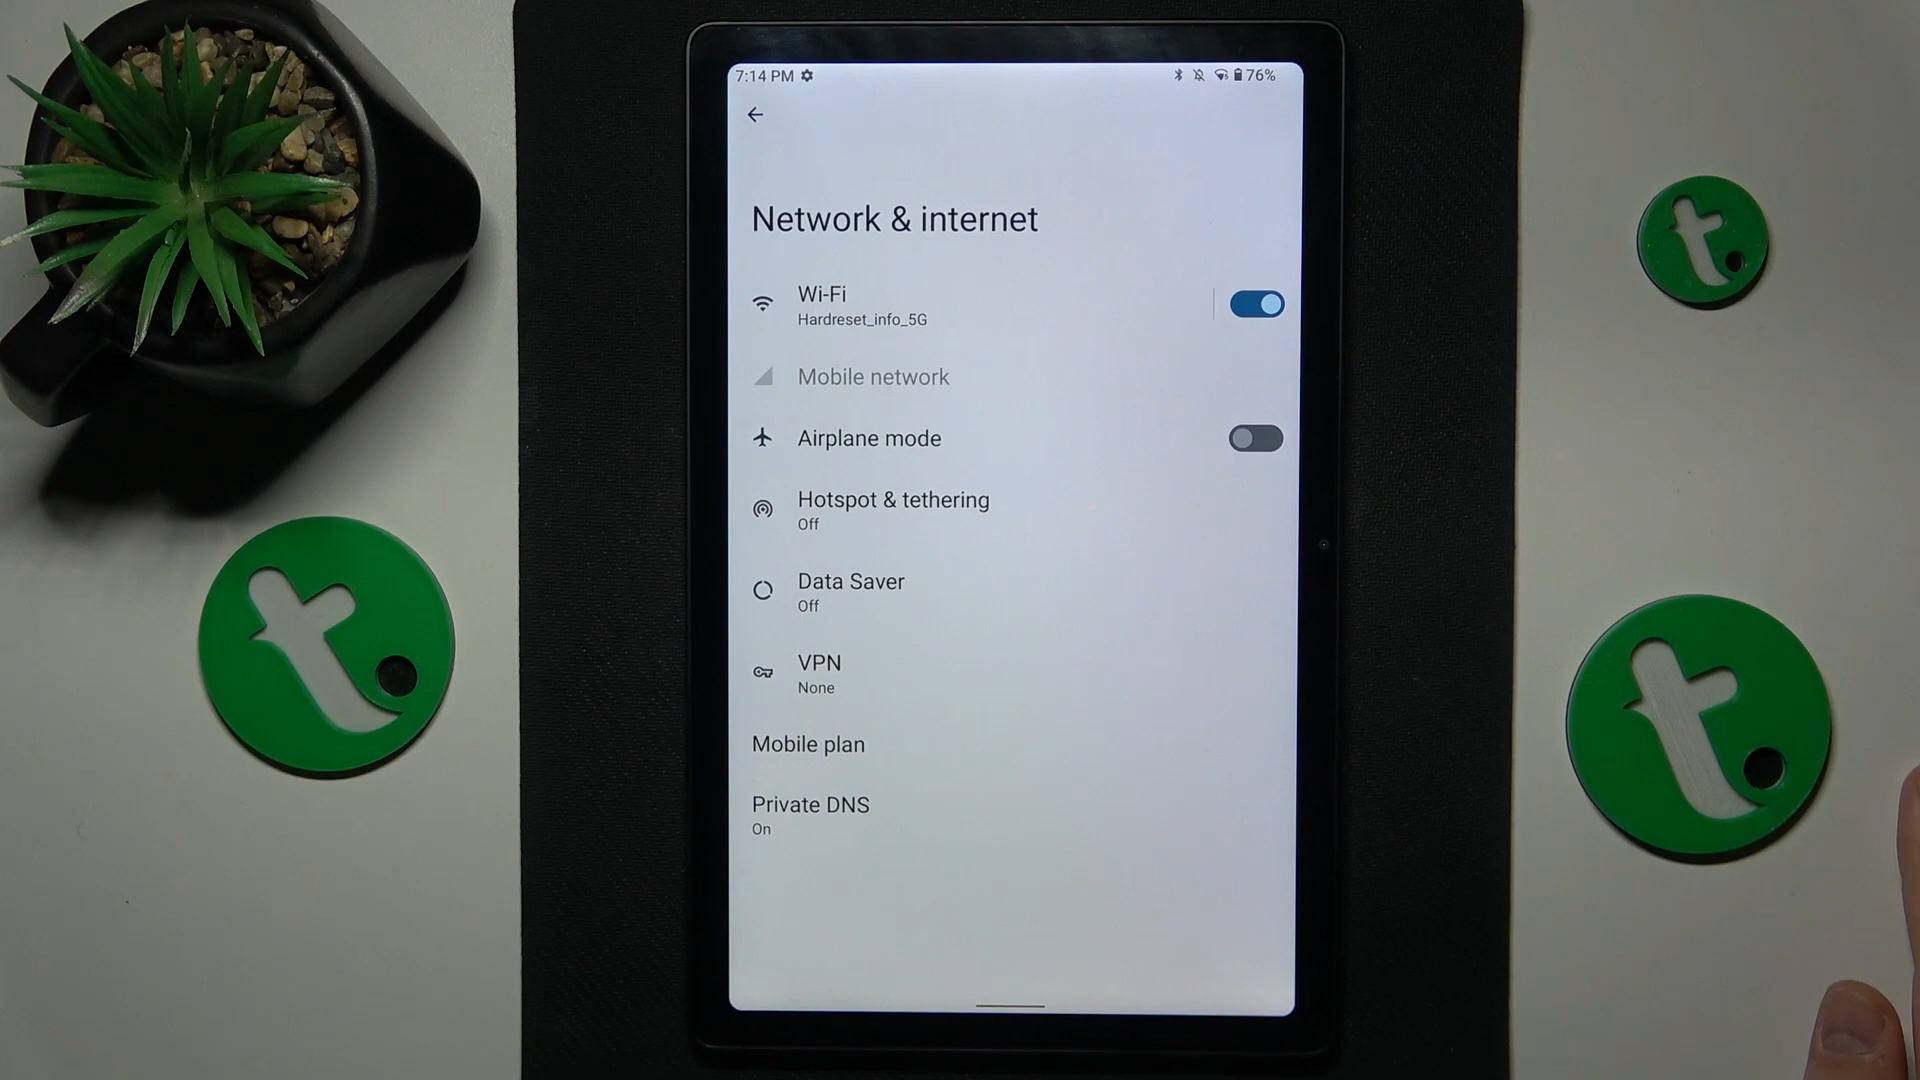 7:14 PM 76%
Network & internet
Wi-Fi
Hardreset_info_5G
Mobile network
Airplane mode
Hotspot & tethering
Off
Data Saver
Off
VPN
None
Mobile plan
Private DNS
On